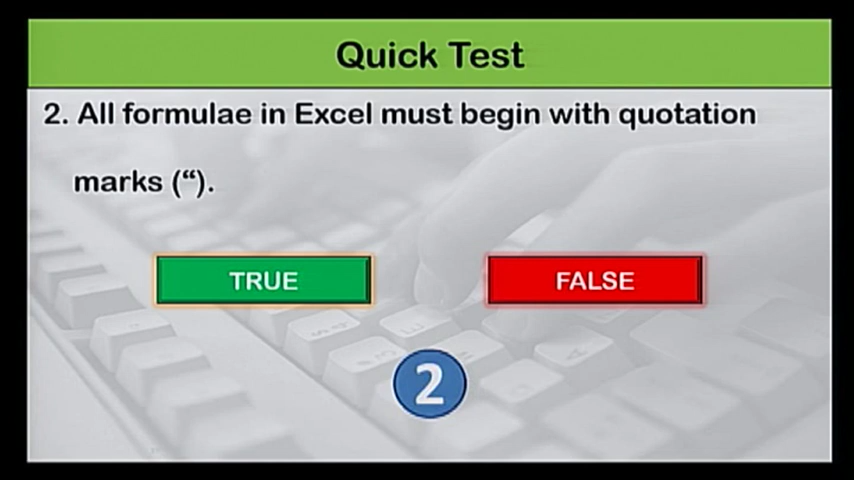 Quick Test
2. All formulae in Excel must begin with quotation
marks (“).
TRUE FALSE
2